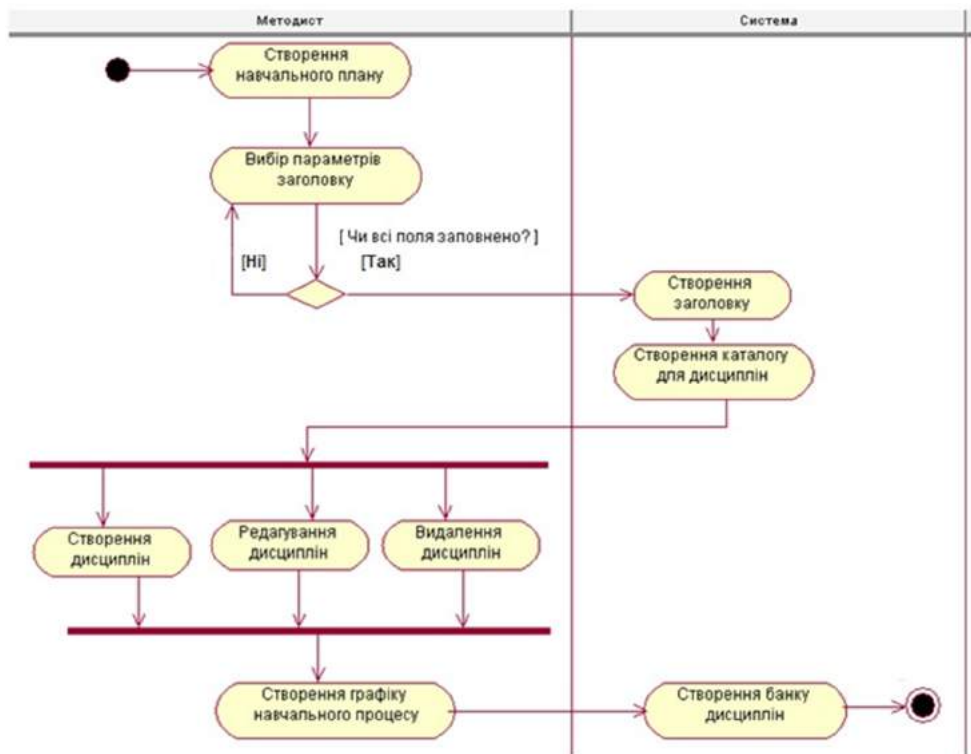 Методист
Система
Створення
навчального плану
Вибір параметрів
заголовку
[ Чи всі поля заповнено? ]
[Ні]
[Так]
Створення
заголовку
Створення каталогу
для дисциплін
Створення
дисциплін
Редагування
дисциплін
Видалення
дисциплін
Створення графіку
навчального процесу
Створення банку
дисциплін